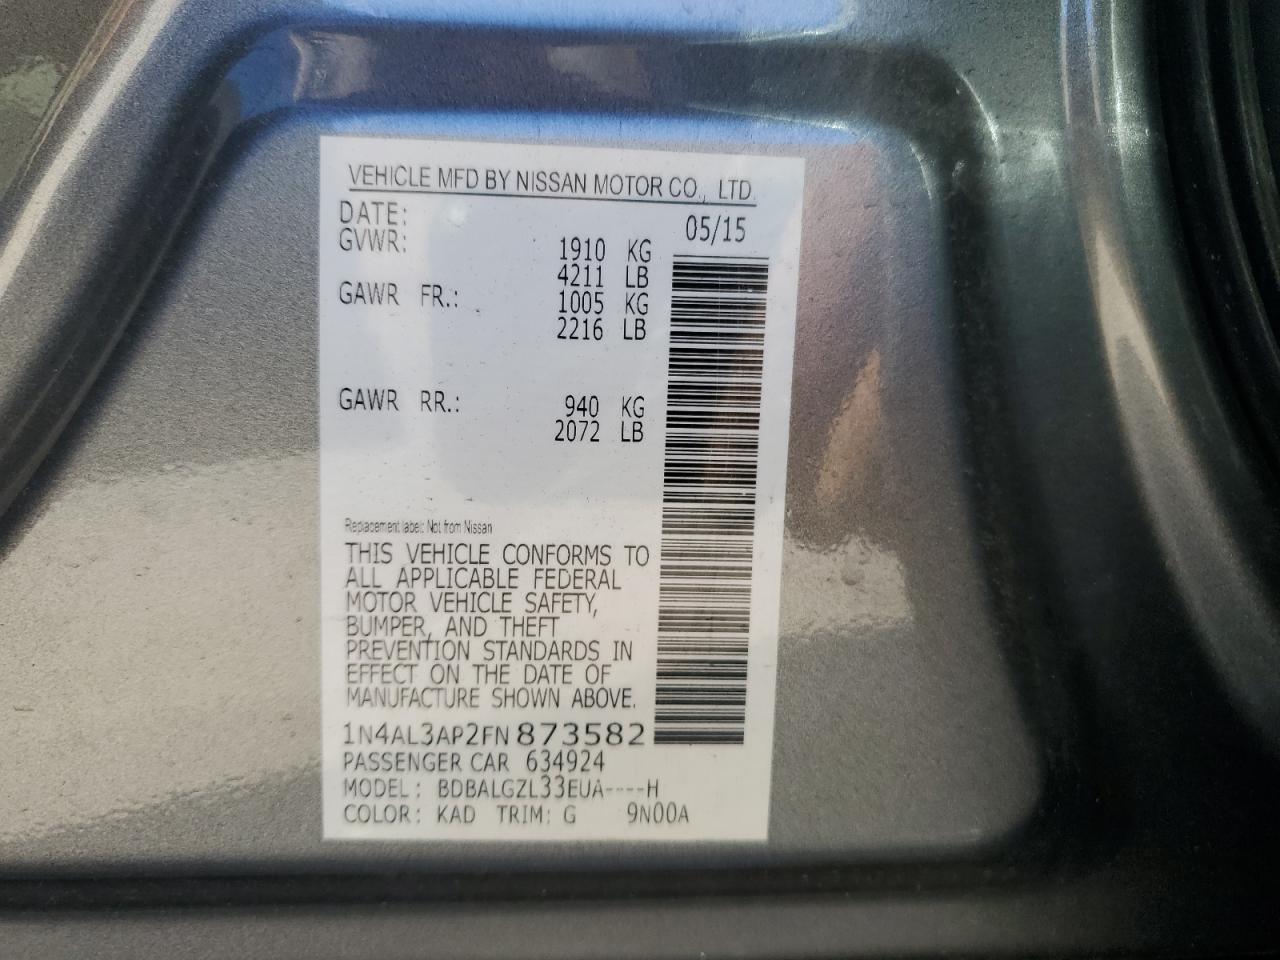 VEHICLE MFD BY NISSAN MOTOR CO., LTD.
DATE: 05/15
GVWR: 1910 KG
4211 LB
GAWR FR.: 1005 KG
2216 LB
GAWR RR.: 940 KG
2072 LB
Replacement label: Not from Nissan
THIS VEHICLE CONFORMS TO
ALL APPLICABLE FEDERAL
MOTOR VEHICLE SAFETY,
BUMPER, AND THEFT
PREVENTION STANDARDS IN
EFFECT ON THE DATE OF
MANUFACTURE SHOWN ABOVE.
1N4AL3AP2FN873582
PASSENGER CAR 634924
MODEL: BDBALGZL33EUA----H
COLOR: KAD TRIM: G 9N00A